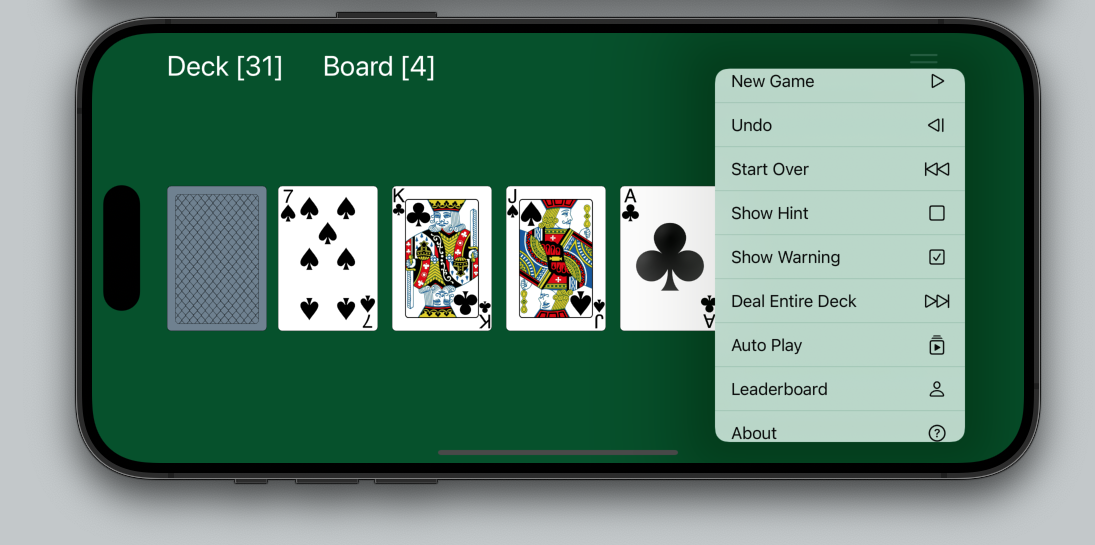 Deck [31] Board [4]
New Game
Undo
Start Over
Show Hint
Show Warning
Deal Entire Deck
Auto Play
Leaderboard
About
7
K
J
A
7
K
J
A